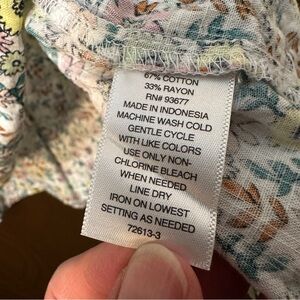 67% COTTON
33% RAYON
RN# 93677
MADE IN INDONESIA
MACHINE WASH COLD
GENTLE CYCLE
WITH LIKE COLORS
USE ONLY NON-
CHLORINE BLEACH
WHEN NEEDED
LINE DRY
IRON ON LOWEST
SETTING AS NEEDED
72613-3